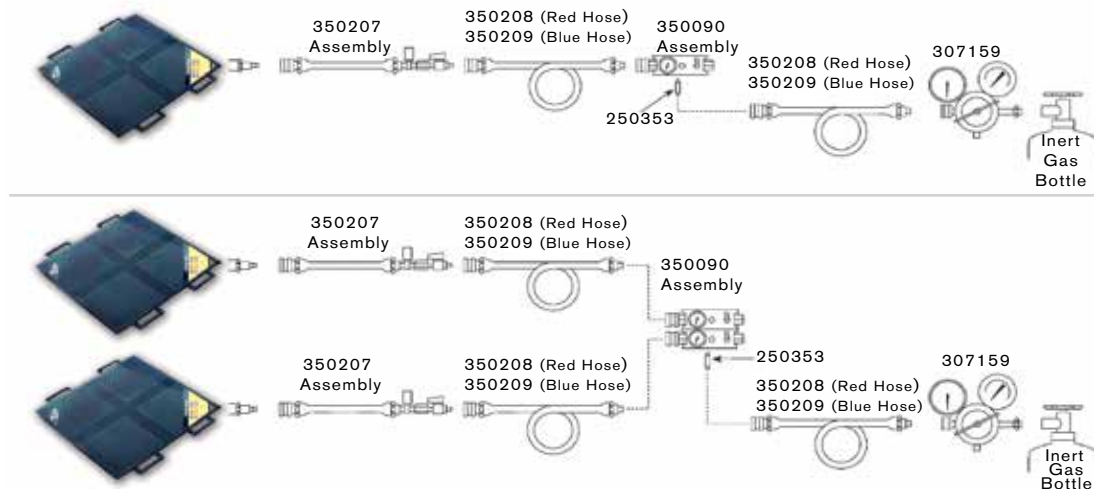 350207
Assembly
350208 (Red Hose)
350209 (Blue Hose)
350090
Assembly
250353
350208 (Red Hose)
350209 (Blue Hose)
307159
Inert
Gas
Bottle
350207
Assembly
350208 (Red Hose)
350209 (Blue Hose)
350090
Assembly
350207
Assembly
350208 (Red Hose)
350209 (Blue Hose)
250353
350208 (Red Hose)
350209 (Blue Hose)
307159
Inert
Gas
Bottle